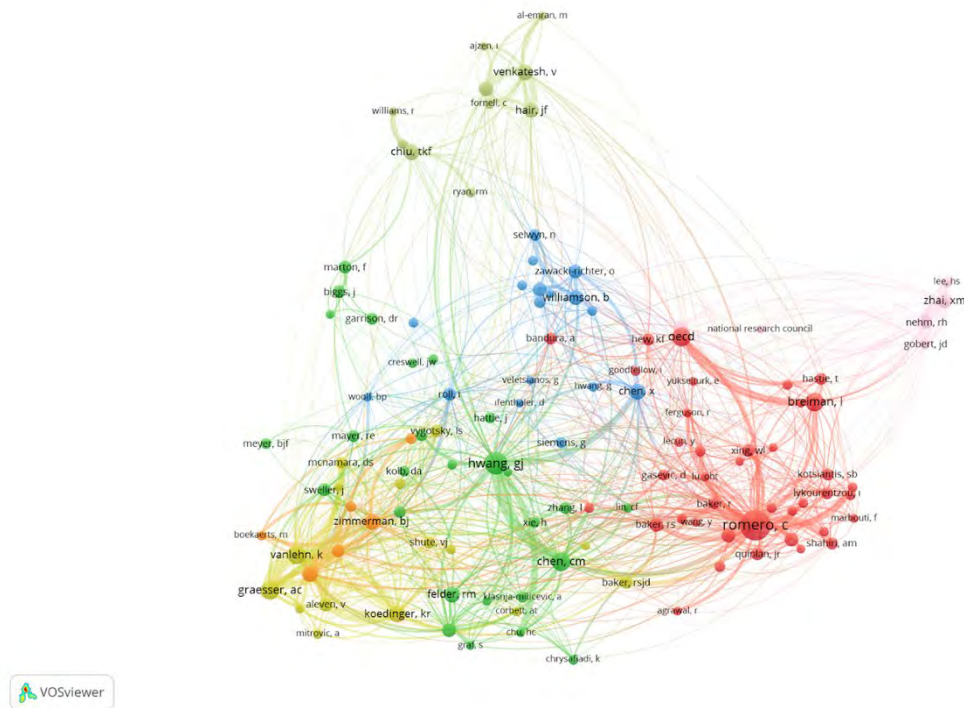 al-emran, m
ajzen, i
venkatesh, v
fornell, c
hair, jf
williams, r
chiu, tkf
ryan, rm
selwyn, n
marton, f
zawacki-richter, o
lee, hs
biggs, j
williamson, b
zhai, xm
garrison, dr
nehm, rh
national research council
bandura, a
hew, kf
oecd
gobert, jd
creswell, jw
goodfellow, i
veletsianos, g
hwang, g
yukselturk, e
hastie, t
woolf, bp
roll, i
ifenthaler, d
chen, x
breiman, l
hattie, j
ferguson, r
vygotsky, ls
meyer, bjf
mayer, re
siemens, g
lecun, y
xing, wl
mcnamara, ds
hwang, gj
kolb, da
gasevic, d
kotsiantis, sb
sweller, j
lykourentzou, i
zhang, l
lin, cf
baker, r
marbouti, f
zimmerman, bj
xie, h
baker, rs
wang, y
romero, c
boekaerts, m
shute, vj
shahiri, am
vanlehn, k
chen, cm
quinlan, jr
graesser, ac
felder, rm
klasnja-milicevic, a
baker, rsjd
aleven, v
koedinger, kr
corbett, at
agrawal, r
mitrovic, a
chu, hc
graf, s
chrysafiadi, k
VOSviewer